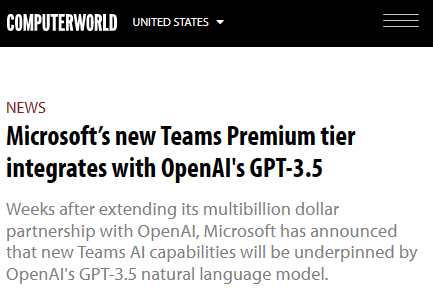 COMPUTERWORLD UNITED STATES
NEWS
Microsoft’s new Teams Premium tier
integrates with OpenAI's GPT-3.5
Weeks after extending its multibillion dollar
partnership with OpenAI, Microsoft has announced
that new Teams AI capabilities will be underpinned by
OpenAI's GPT-3.5 natural language model.